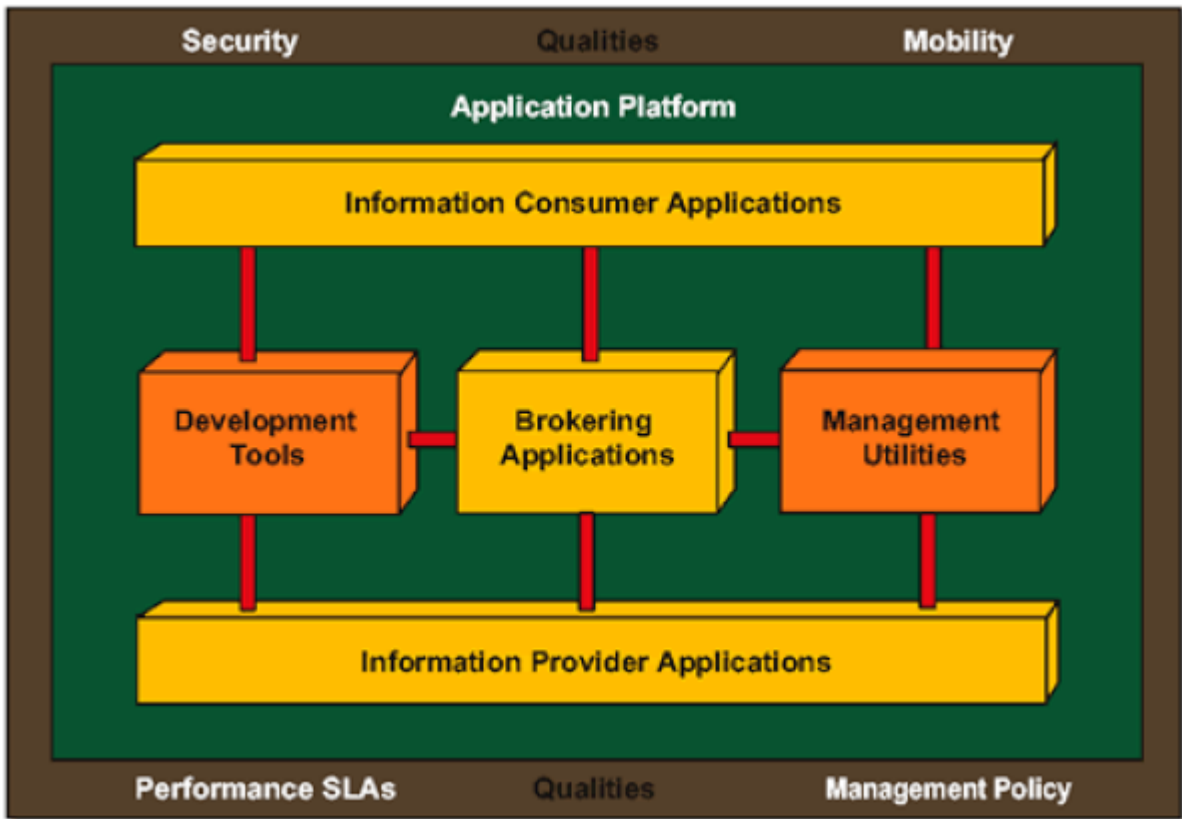 Security Qualities Mobility
Application Platform
Information Consumer Applications
Development
Tools
Brokering
Applications
Management
Utilities
Information Provider Applications
Performance SLAs Qualities Management Policy